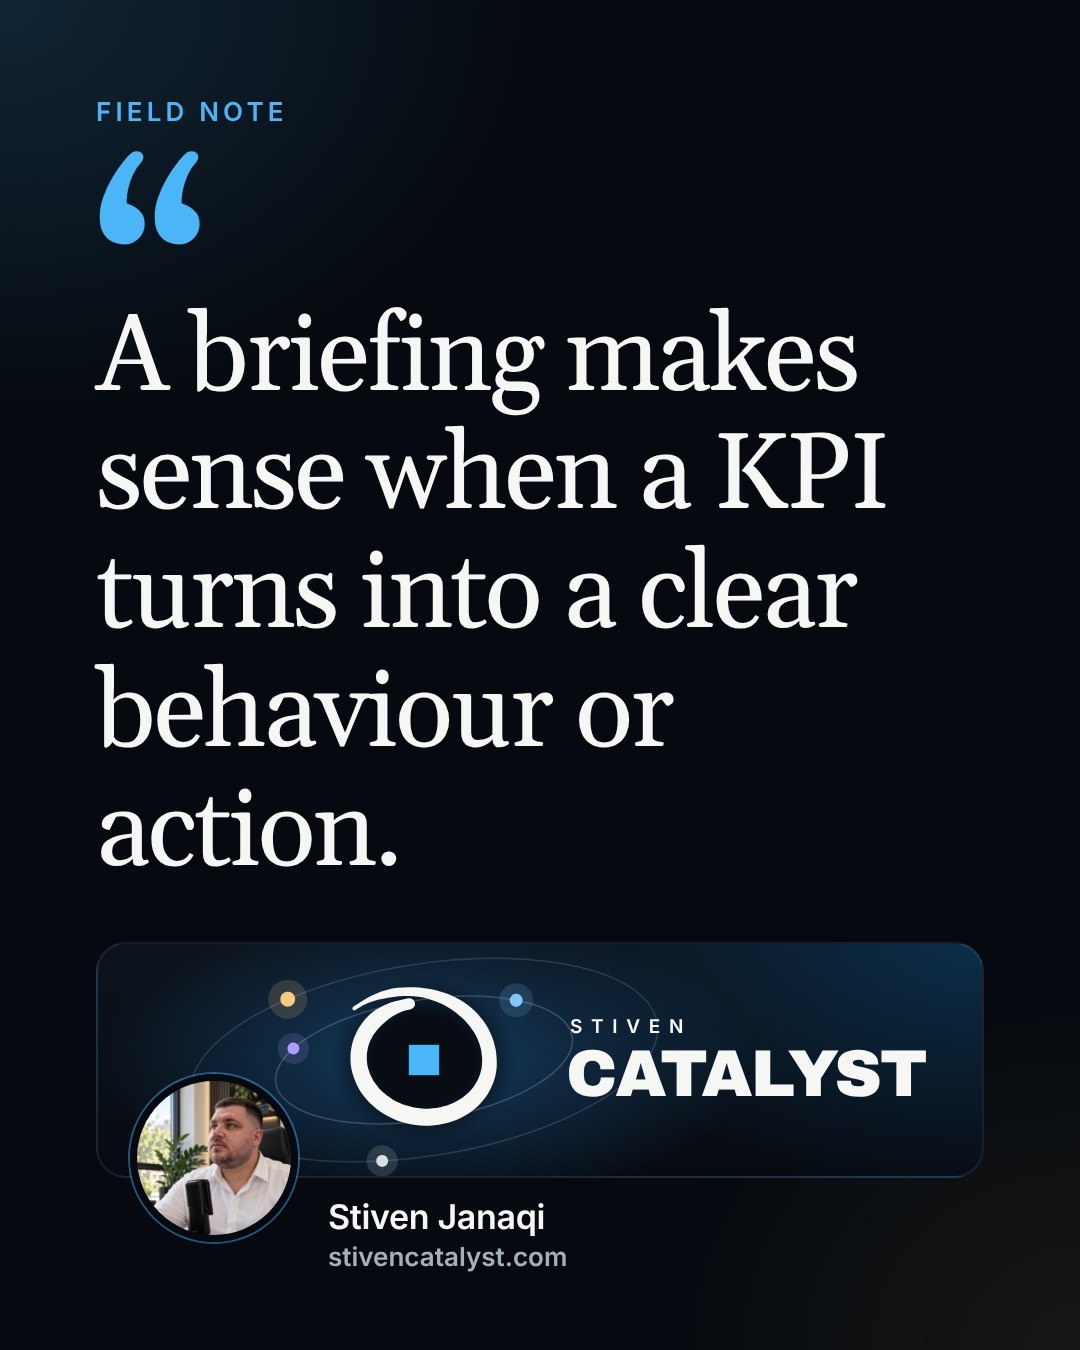 FIELD NOTE
“
A briefing makes
sense when a KPI
turns into a clear
behaviour or
action.
STIVEN
CATALYST
Stiven Janaqi
stivencatalyst.com